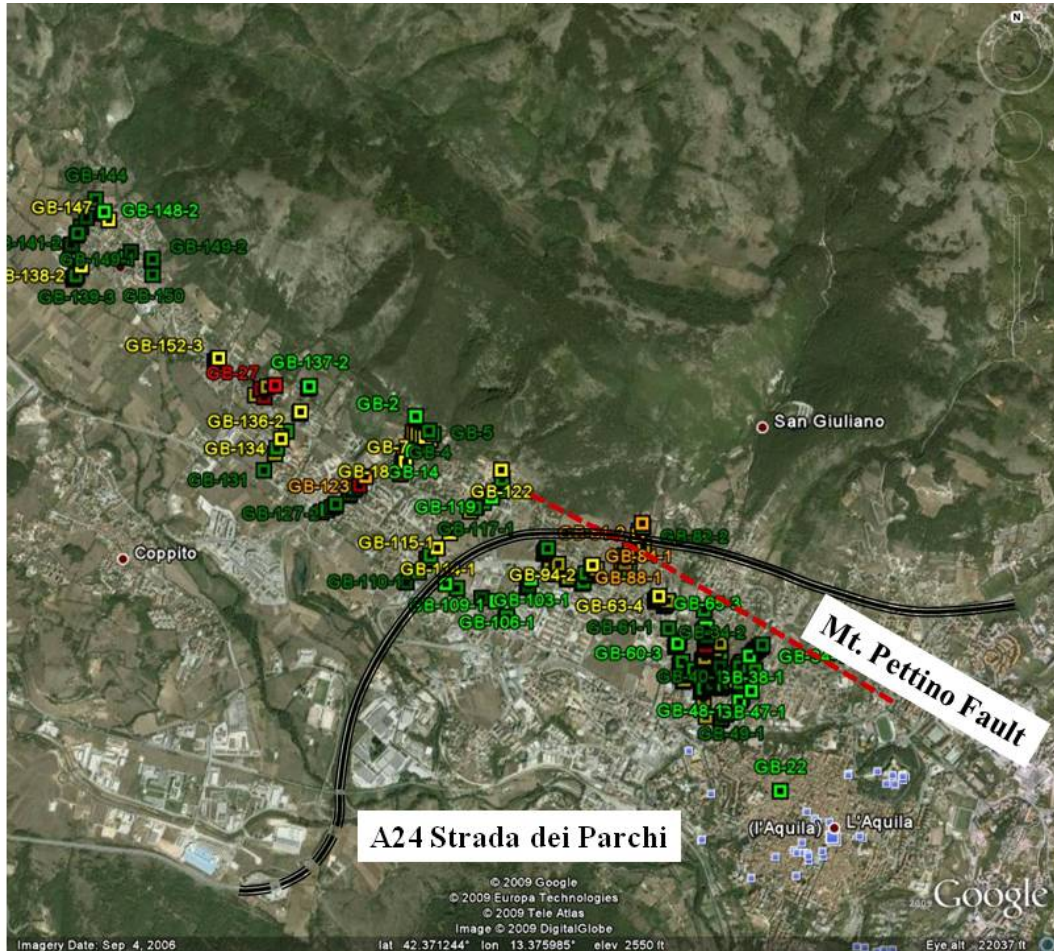 N
GB-144
GB-147
GB-148-2
GB-149-2
GB-138-2
GB-139-3
GB-150
GB-152-3
GB-27
GB-137-2
GB-2
GB-136-2
GB-5
GB-7
GB-4
GB-134
GB-18
GB-14
GB-131
GB-123
San Giuliano
GB-122
GB-119
GB-117-1
Coppito
GB-115-1
GB-83-2
GB-94-2
GB-88-1
GB-109-1
GB-103-1
GB-63-4
GB-106-1
GB-61-1
GB-60-3
GB-38-1
GB-47-1
GB-49-1
Mt. Pettino Fault
GB-22
A24 Strada dei Parchi
(l'Aquila)
L'Aquila
© 2009 Google
© 2009 Europa Technologies
© 2009 Tele Atlas
Image © 2009 DigitalGlobe
2009 Google
Imagery Date: Sep. 4, 2006
lat 42.371244° lon 13.375985° elev 2550 ft
Eye alt 22037 ft